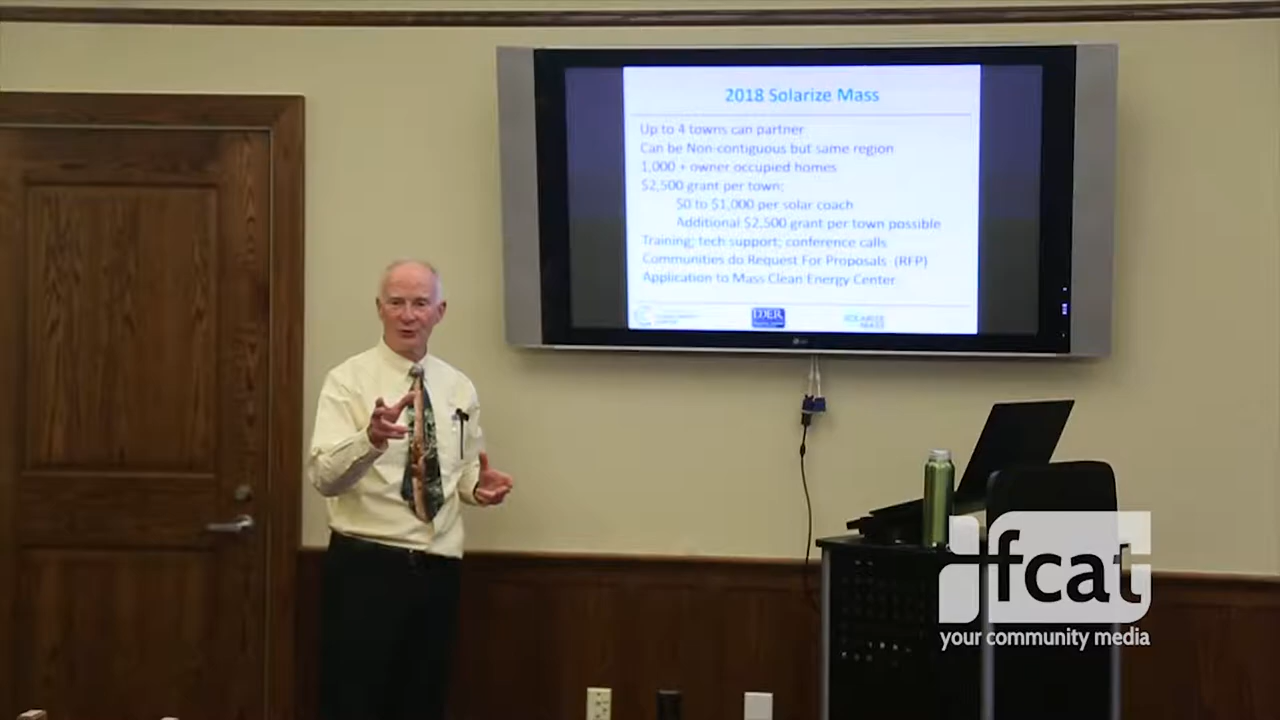 2018 Solarize Mass
Up to 4 towns can partner
Can be Non-contiguous but same region
1,000 + owner occupied homes
$2,500 grant per town;
$0 to $1,000 per solar coach
Additional $2,500 grant per town possible
Training; tech support; conference calls
Communities do Request For Proposals (RFP)
Application to Mass Clean Energy Center
DOER
SOLARIZE
MASS
LG
fcat
your community media